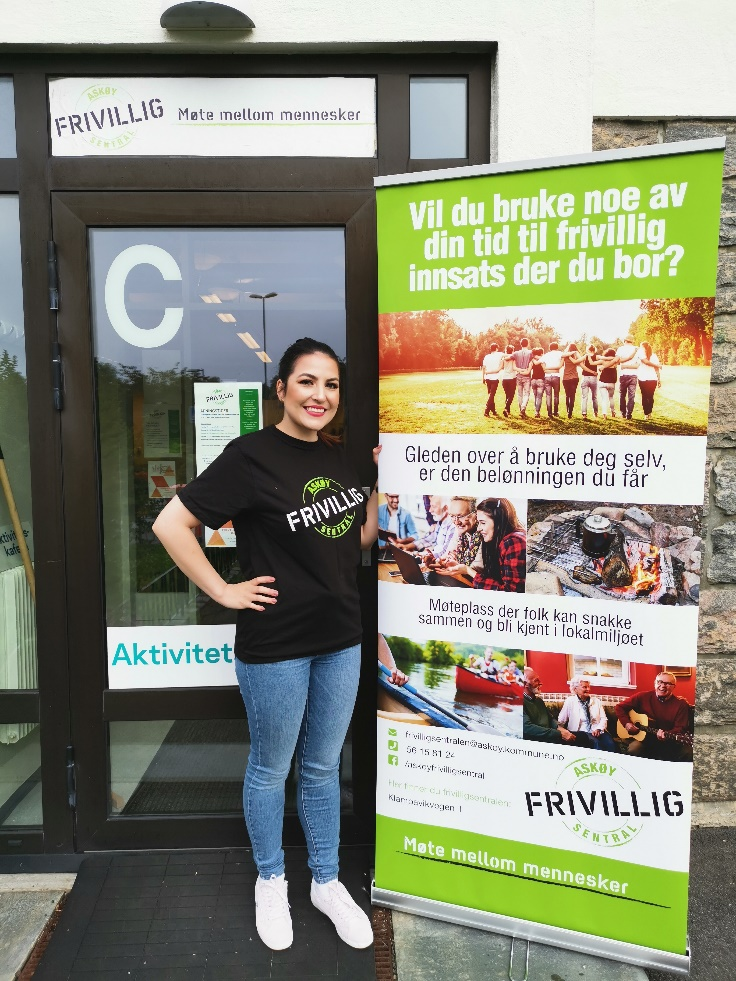 ASKØY
FRIVILLIG
SENTRAL
Møte mellom mennesker
C
Aktivitet
ASKØY
FRIVILLIG
SENTRAL
Vil du bruke noe av
din tid til frivillig
innsats der du bor?
Gleden over å bruke deg selv,
er den belønningen du får
Møteplass der folk kan snakke
sammen og bli kjent i lokalmiljøet
frivilligsentralen@askøy.kommune.no
56 15 81 24
/askøyfrivilligsentral
Her finner du frivilligsentralen:
Kleppevikvegen
ASKØY
FRIVILLIG
SENTRAL
Møte mellom mennesker